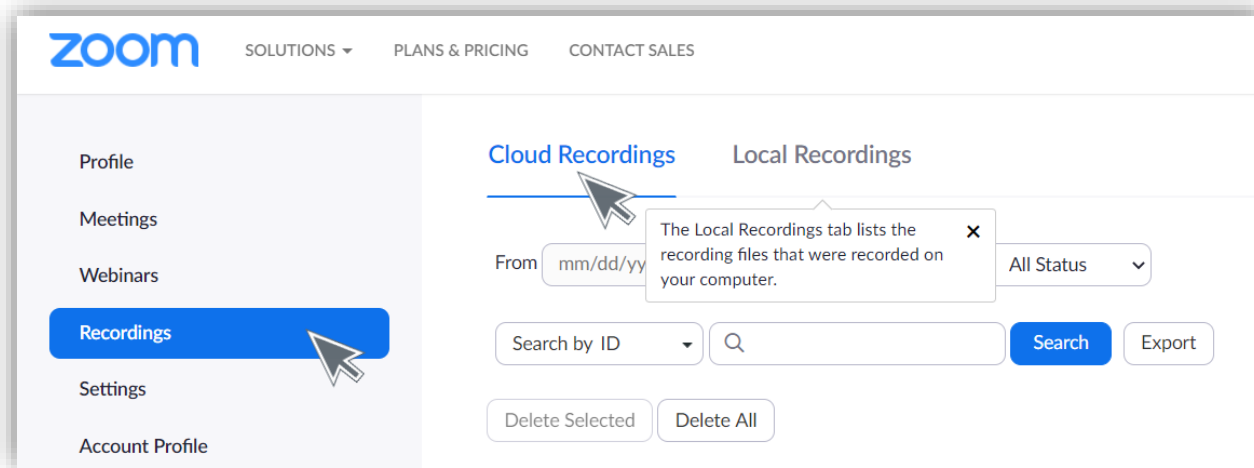 zoom SOLUTIONS PLANS & PRICING CONTACT SALES
Profile
Meetings
Webinars
Recordings
Settings
Account Profile
Cloud Recordings Local Recordings
The Local Recordings tab lists the
recording files that were recorded on
your computer.
From mm/dd/yy All Status
Search by ID Search Export
Delete Selected Delete All